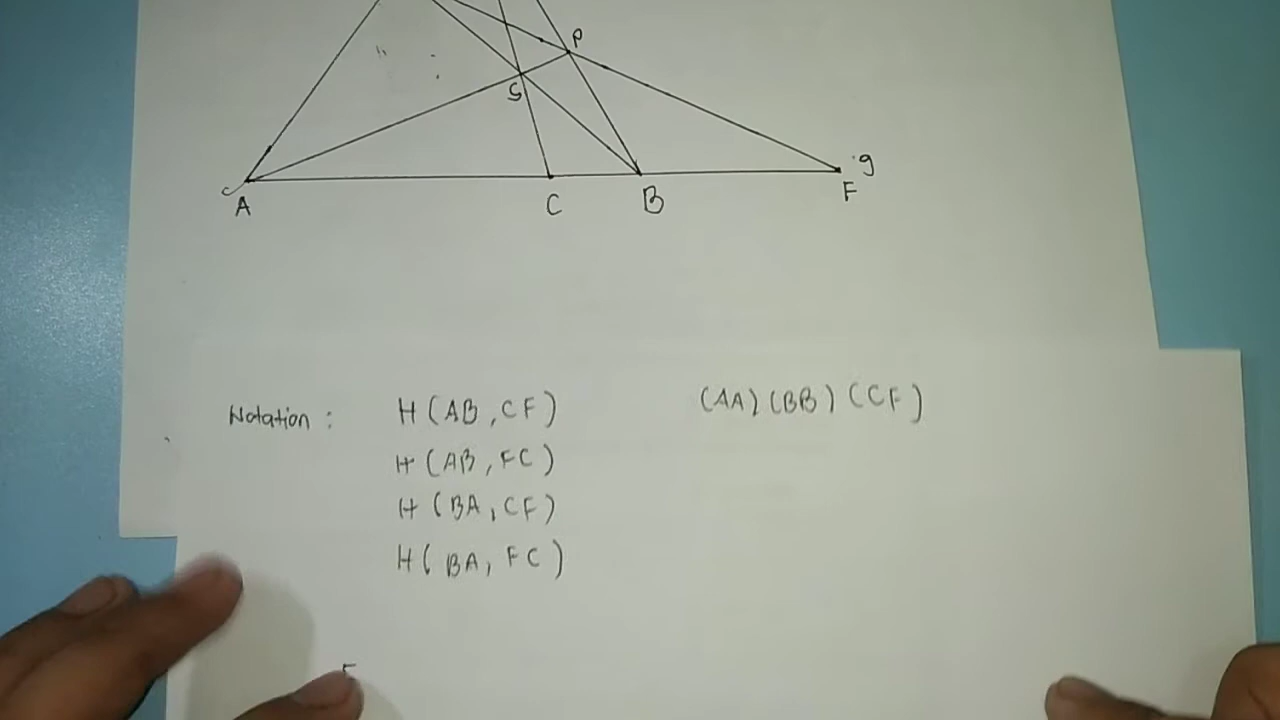 P
S
g
A C B F
Notation : H (AB, CF) (AA) (BB) (CF)
H (AB, FC)
H (BA, CF)
H ( BA, FC )